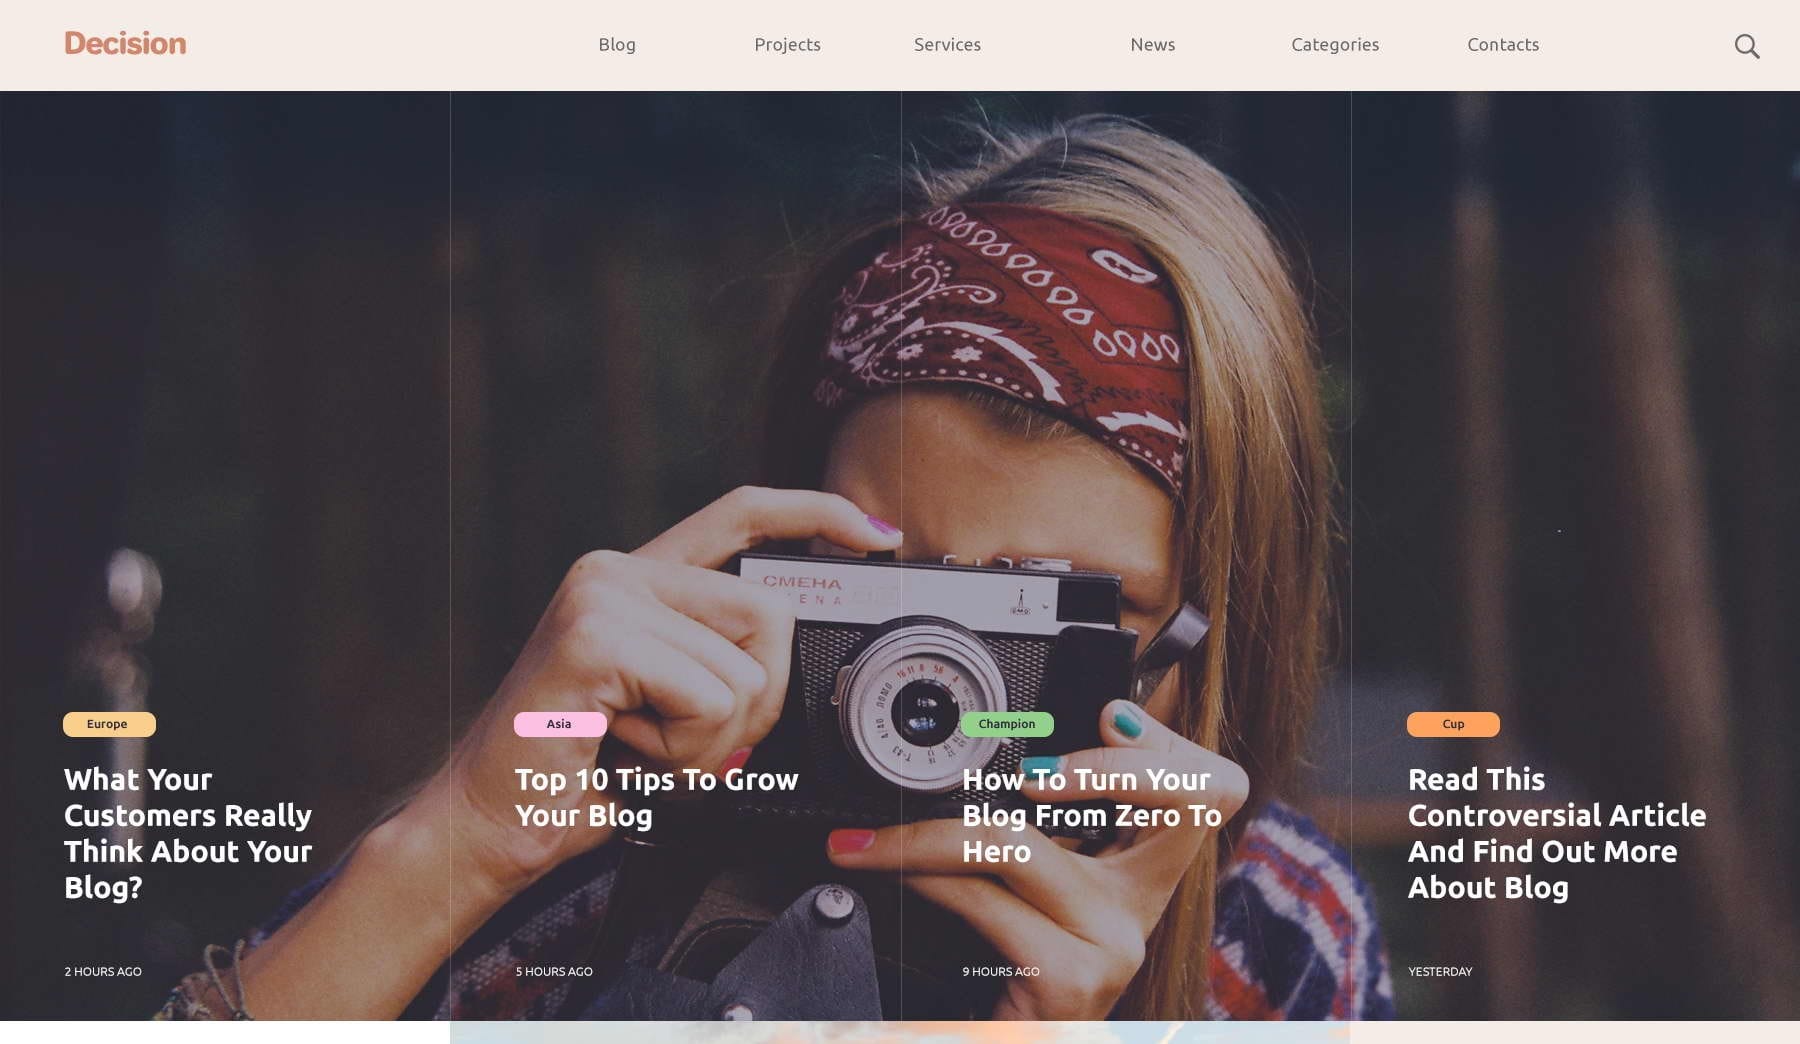 Decision
Blog
Projects
Services
News
Categories
Contacts
СМЕНА
Europe
What Your
Customers Really
Think About Your
Blog?
2 HOURS AGO
Asia
Top 10 Tips To Grow
Your Blog
5 HOURS AGO
Champion
How To Turn Your
Blog From Zero To
Hero
9 HOURS AGO
Cup
Read This
Controversial Article
And Find Out More
About Blog
YESTERDAY